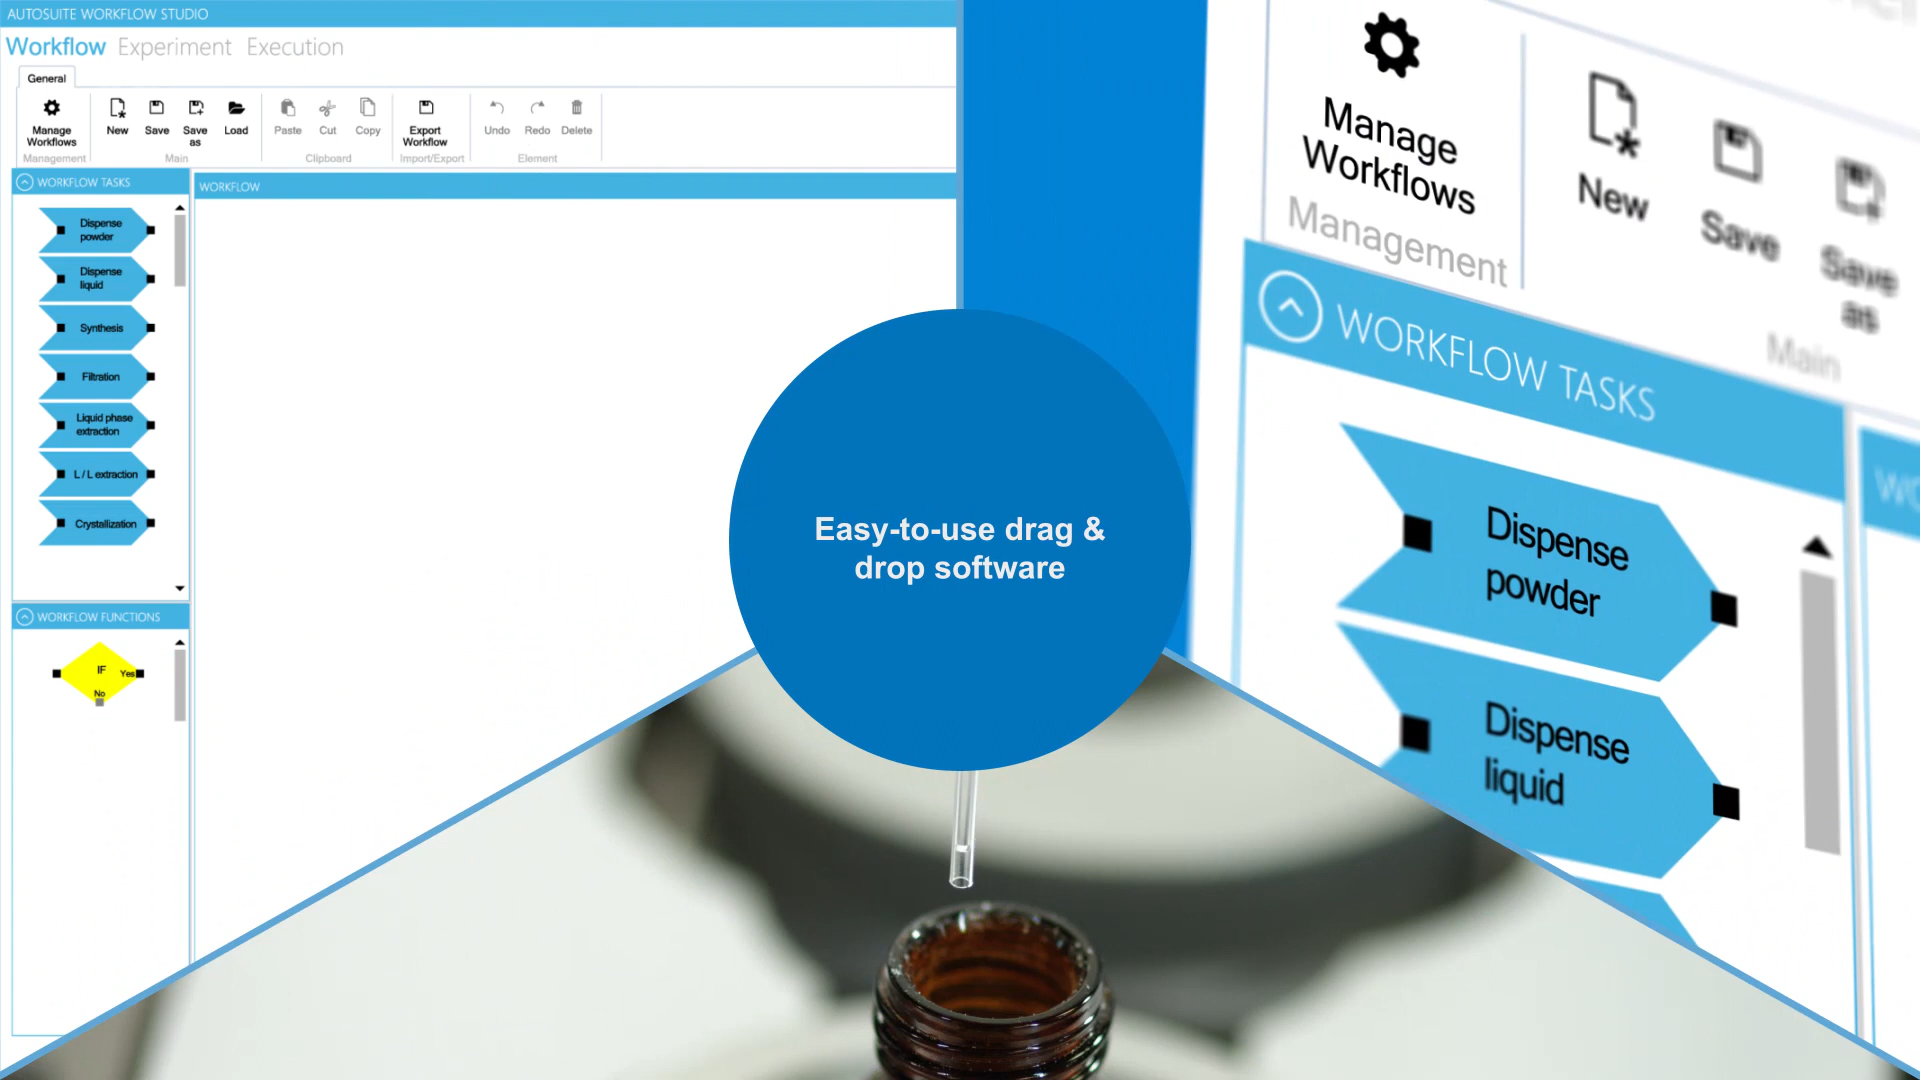 AUTOSUITE WORKFLOW STUDIO
Workflow Experiment Execution
General
Manage
Workflows
Management
New
Save
Save
as
Load
Main
Paste
Cut
Copy
Clipboard
Export
Workflow
Import/Export
Undo
Redo
Delete
Element
WORKFLOW TASKS
WORKFLOW
Dispense
powder
Dispense
liquid
Synthesis
Filtration
Liquid phase
extraction
L / L extraction
Crystallization
WORKFLOW FUNCTIONS
IF
Yes
No
Easy-to-use drag &
drop software
Manage
Workflows
Management
New
Save
Save
as
Main
WORKFLOW TASKS
Dispense
powder
Dispense
liquid